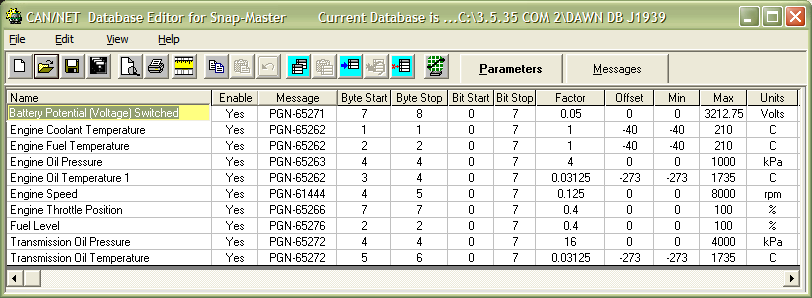 CAN/NET Database Editor for Snap-Master Current Database is ...C:\3.5.35 COM 2\DAWN DB J1939
File Edit View Help
Parameters Messages
Name Enable Message Byte Start Byte Stop Bit Start Bit Stop Factor Offset Min Max Units
Battery Potential (Voltage) Switched Yes PGN-65271 7 8 0 7 0.05 0 0 3212.75 Volts
Engine Coolant Temperature Yes PGN-65262 1 1 0 7 1 -40 -40 210 C
Engine Fuel Temperature Yes PGN-65262 2 2 0 7 1 -40 -40 210 C
Engine Oil Pressure Yes PGN-65263 4 4 0 7 4 0 0 1000 kPa
Engine Oil Temperature 1 Yes PGN-65262 3 4 0 7 0.03125 -273 -273 1735 C
Engine Speed Yes PGN-61444 4 5 0 7 0.125 0 0 8000 rpm
Engine Throttle Position Yes PGN-65266 7 7 0 7 0.4 0 0 100 %
Fuel Level Yes PGN-65276 2 2 0 7 0.4 0 0 100 %
Transmission Oil Pressure Yes PGN-65272 4 4 0 7 16 0 0 4000 kPa
Transmission Oil Temperature Yes PGN-65272 5 6 0 7 0.03125 -273 -273 1735 C